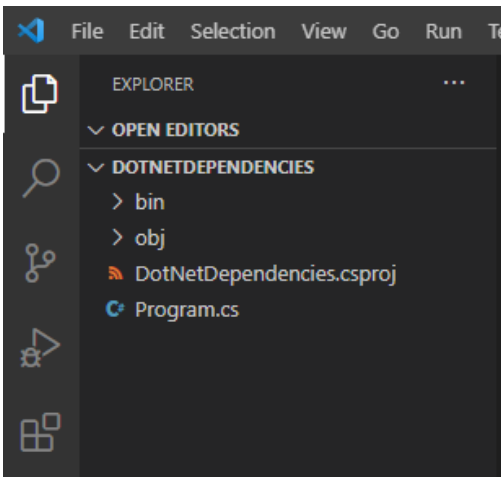 File Edit Selection View Go Run
EXPLORER
OPEN EDITORS
DOTNETDEPENDENCIES
bin
obj
DotNetDependencies.csproj
C# Program.cs